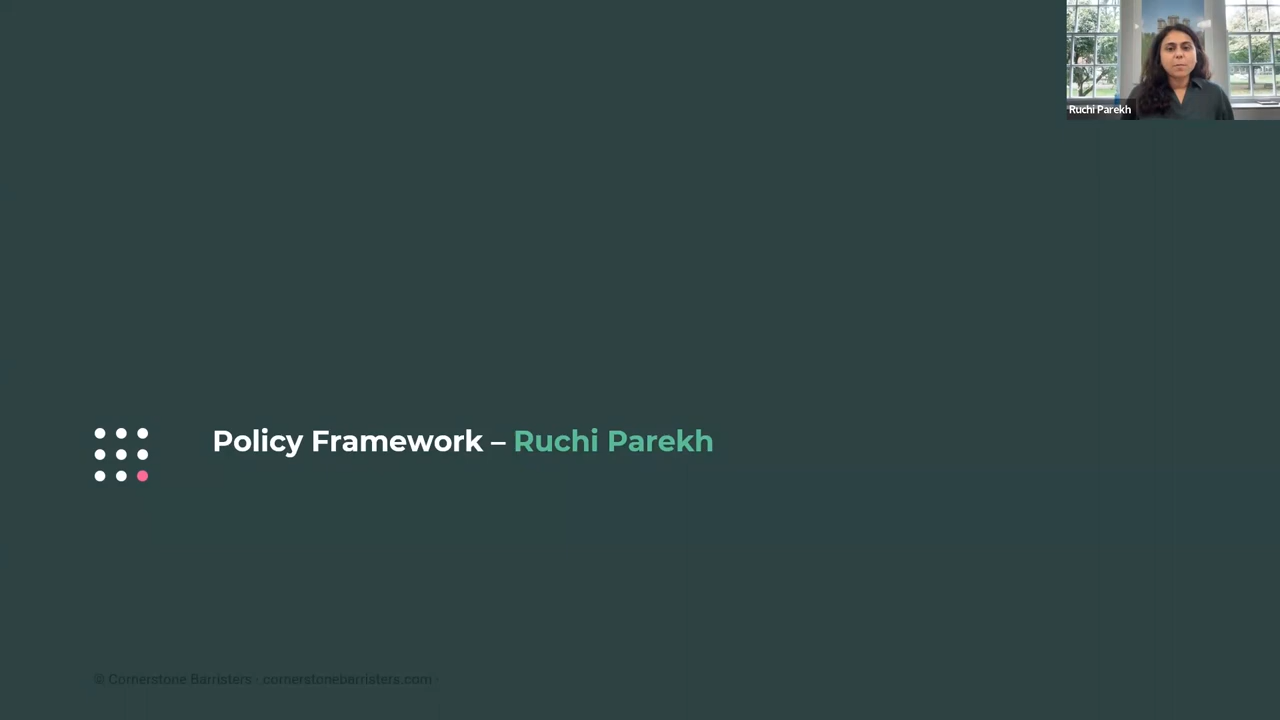 Ruchi Parekh
Policy Framework – Ruchi Parekh
© Cornerstone Barristers · cornerstonebarristers.com